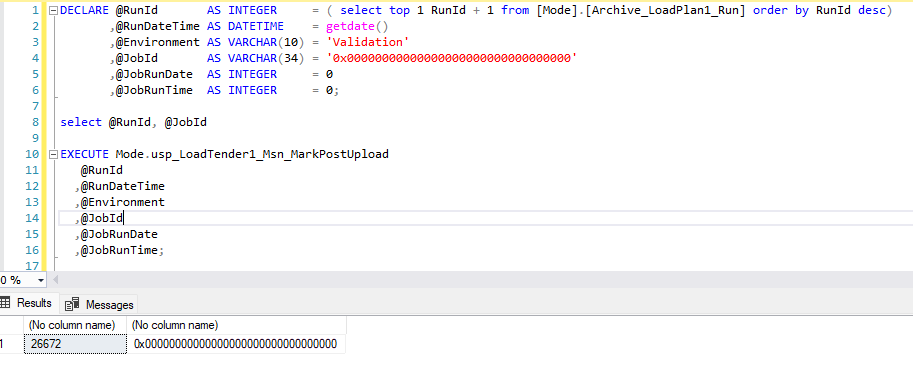 1 DECLARE @RunId AS INTEGER = ( select top 1 RunId + 1 from [Mode].[Archive_LoadPlan1_Run] order by RunId desc)
2 ,@RunDateTime AS DATETIME = getdate()
3 ,@Environment AS VARCHAR(10) = 'Validation'
4 ,@JobId AS VARCHAR(34) = '0x00000000000000000000000000000000'
5 ,@JobRunDate AS INTEGER = 0
6 ,@JobRunTime AS INTEGER = 0;
7
8 select @RunId, @JobId
9
10 EXECUTE Mode.usp_LoadTender1_Msn_MarkPostUpload
11 @RunId
12 ,@RunDateTime
13 ,@Environment
14 ,@JobId
15 ,@JobRunDate
16 ,@JobRunTime;
17
0 %
Results Messages
(No column name) (No column name)
1 26672 0x00000000000000000000000000000000